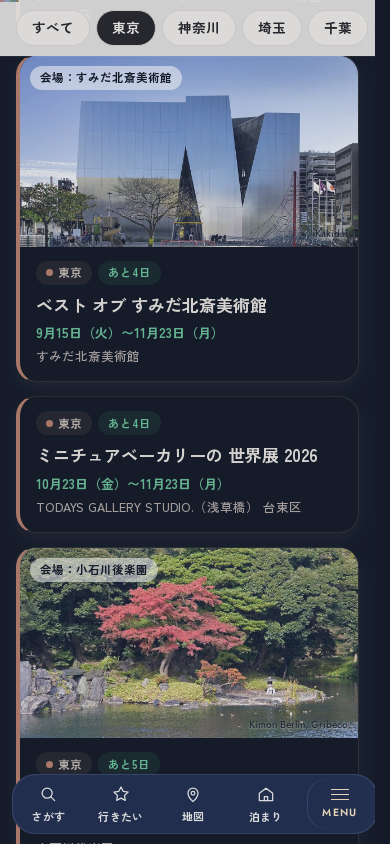 すべて
東京
神奈川
埼玉
千葉
会場：すみだ北斎美術館
東京
あと4日
ベスト オブ すみだ北斎美術館
9月15日（火）〜11月23日（月）
すみだ北斎美術館
東京
あと4日
ミニチュアベーカリーの 世界展 2026
10月23日（金）〜11月23日（月）
TODAYS GALLERY STUDIO.（浅草橋） 台東区
会場：小石川後楽園
Kimon Berlin, Gribeco.
東京
あと5日
さがす
行きたい
地図
泊まり
MENU